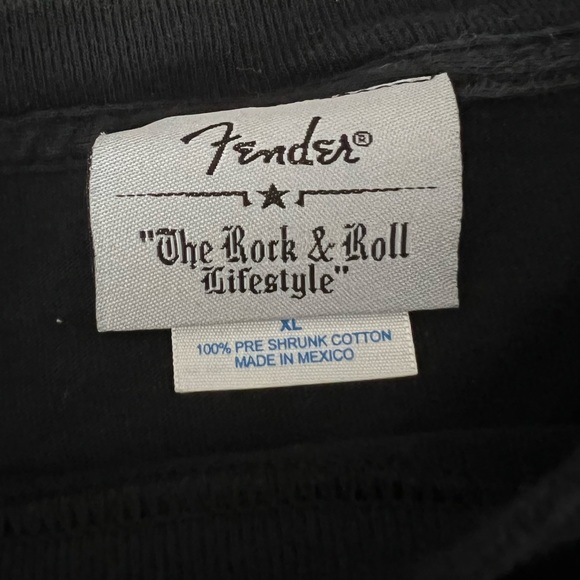 Fender®
"The Rock & Roll
Lifestyle"
XL
100% PRE SHRUNK COTTON
MADE IN MEXICO